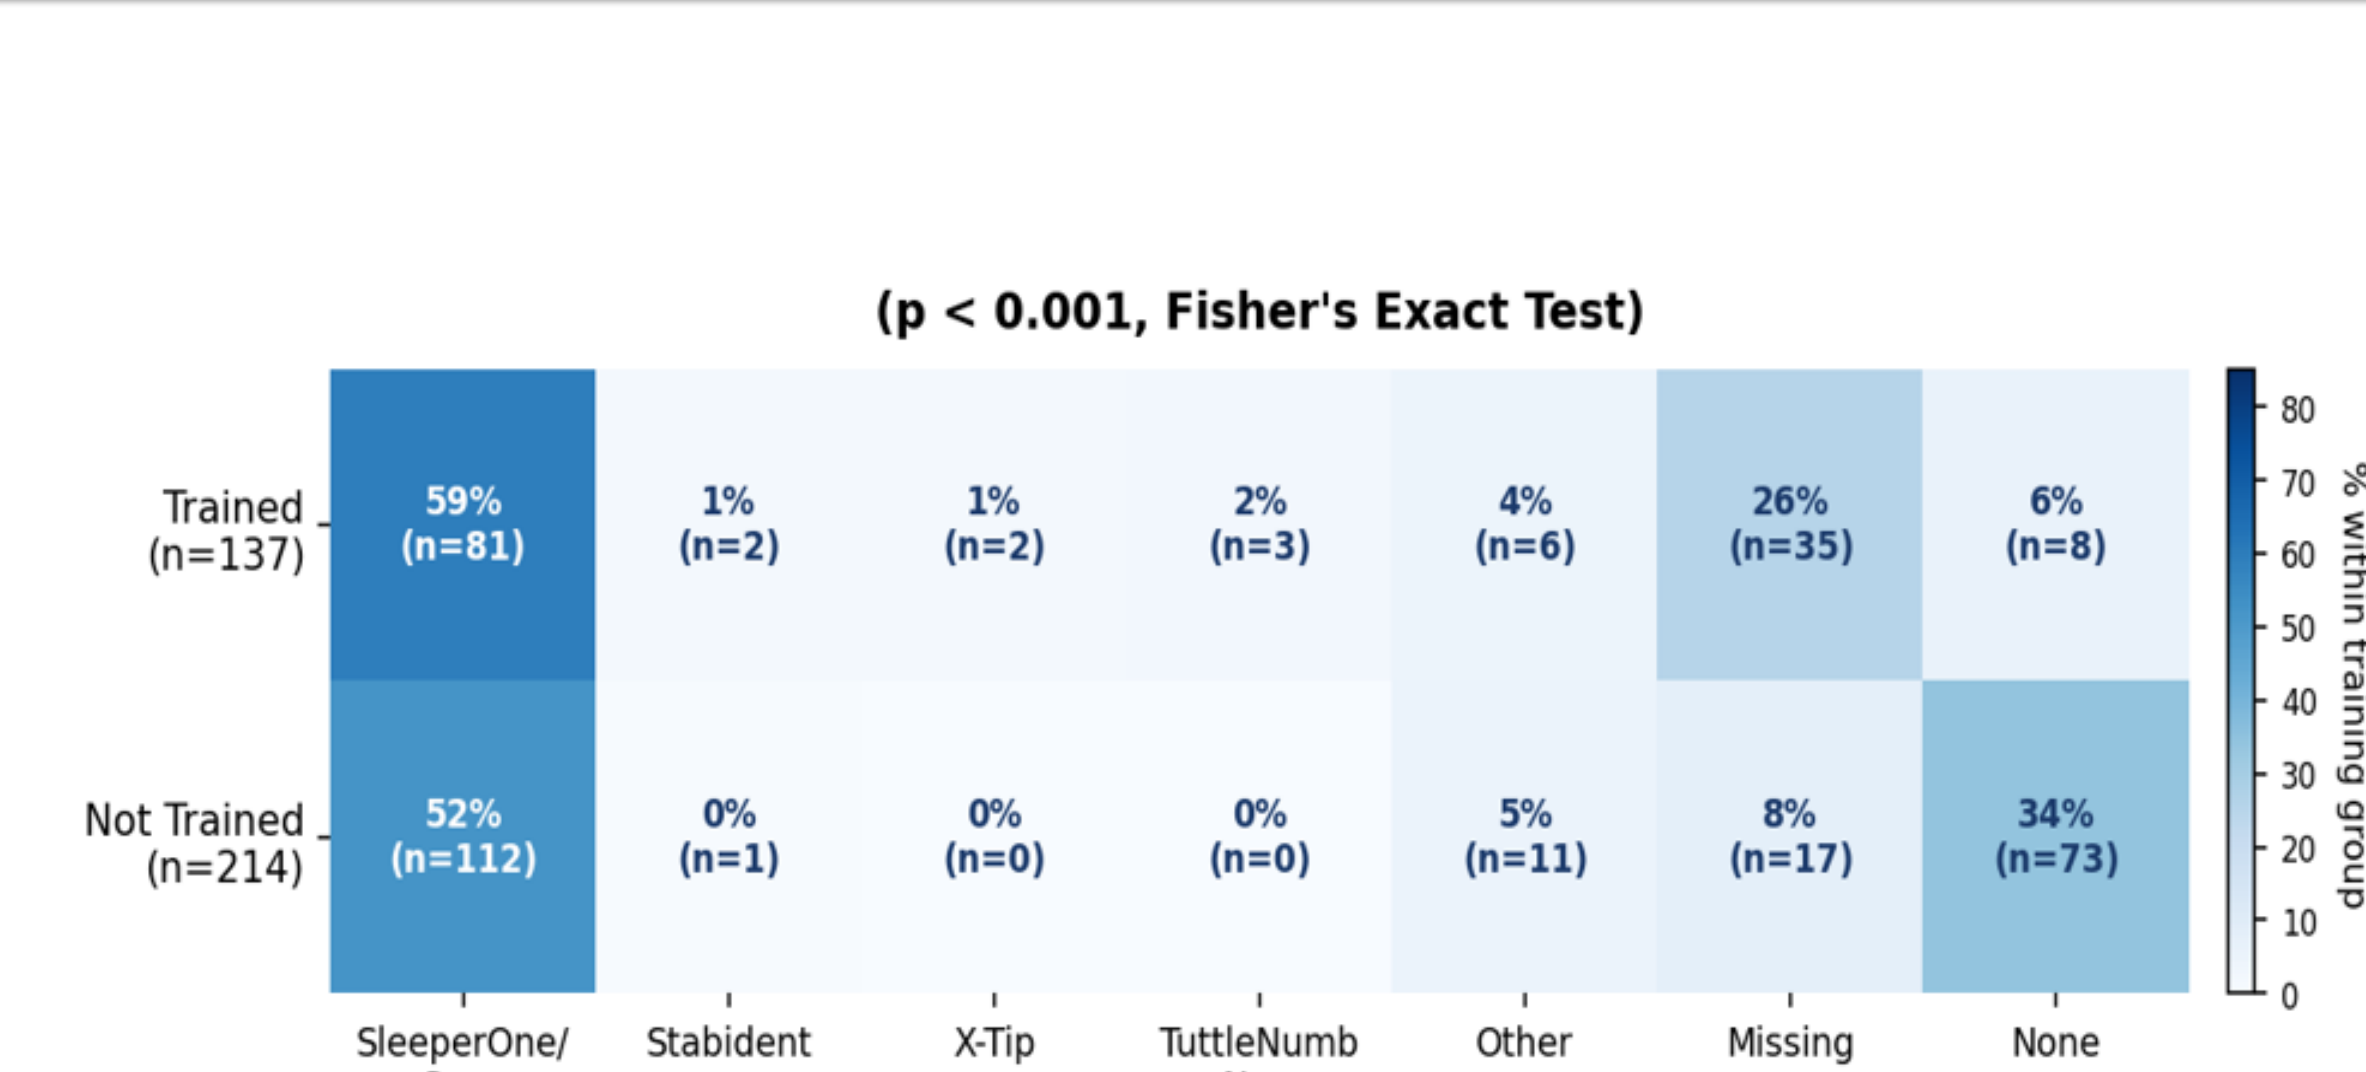 (p < 0.001, Fisher's Exact Test)
Trained
(n=137)
59%
(n=81)
1%
(n=2)
1%
(n=2)
2%
(n=3)
4%
(n=6)
26%
(n=35)
6%
(n=8)
Not Trained
(n=214)
52%
(n=112)
0%
(n=1)
0%
(n=0)
0%
(n=0)
5%
(n=11)
8%
(n=17)
34%
(n=73)
SleeperOne/
Stabident
X-Tip
TuttleNumb
Other
Missing
None
80
70
60
50
40
30
20
10
0
% within training group